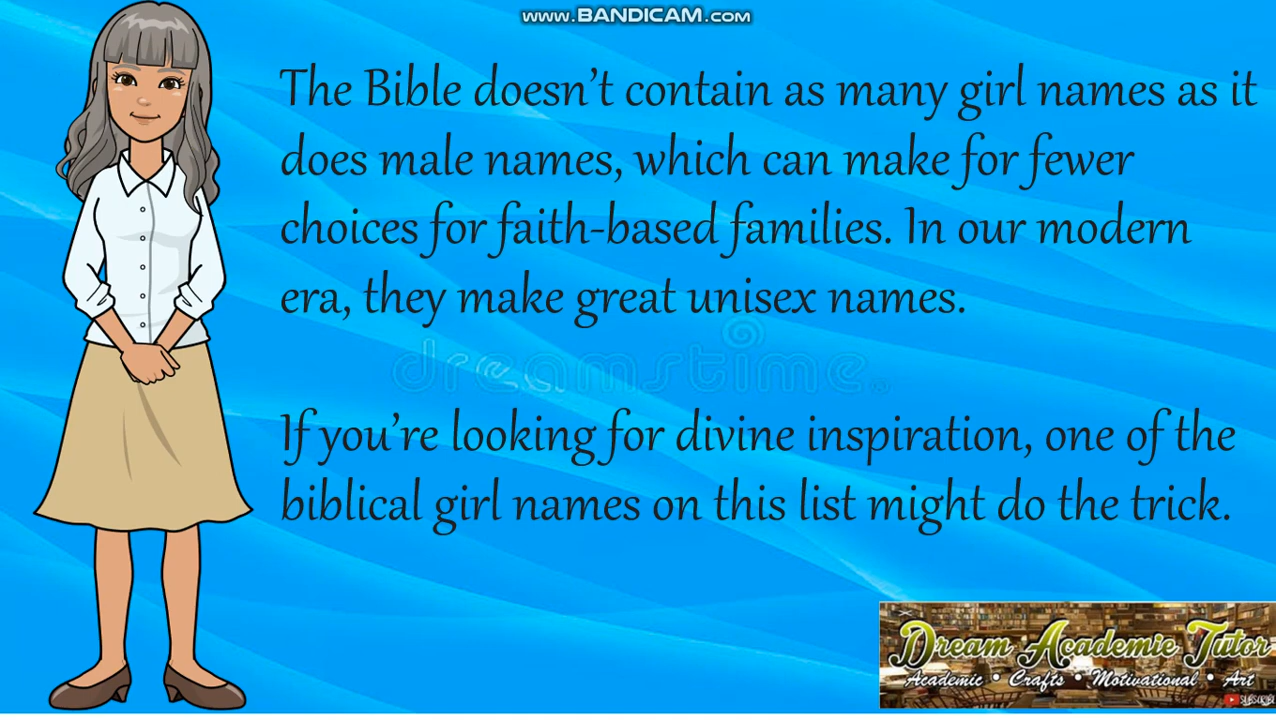 www.BANDICAM.com
The Bible doesn’t contain as many girl names as it
does male names, which can make for fewer
choices for faith-based families. In our modern
era, they make great unisex names.
dreamstime.
If you’re looking for divine inspiration, one of the
biblical girl names on this list might do the trick.
Dream Academic Tutor
Academic • Crafts • Motivational • Art
SUBSCRIBE